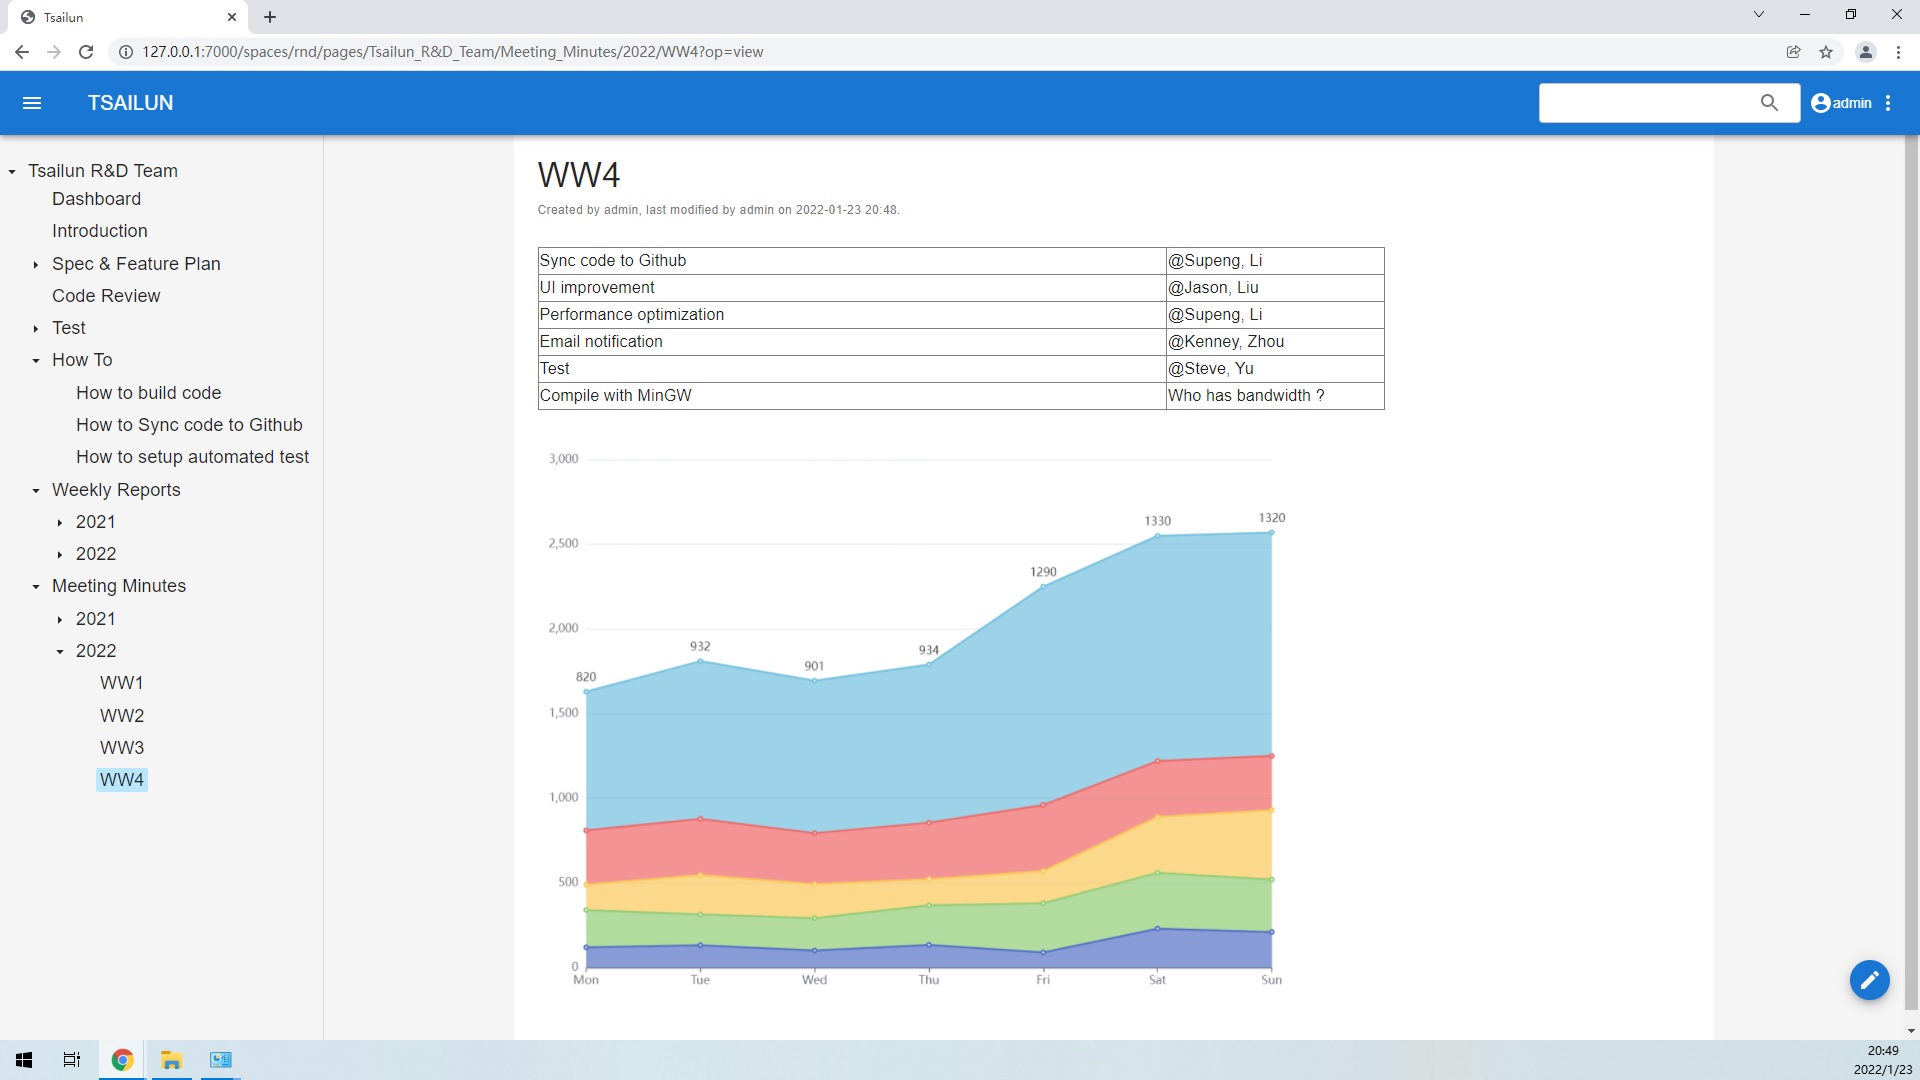 Tsailun
127.0.0.1:7000/spaces/rnd/pages/Tsailun_R&D_Team/Meeting_Minutes/2022/WW4?op=view
TSAILUN
admin
Tsailun R&D Team
Dashboard
Introduction
Spec & Feature Plan
Code Review
Test
How To
How to build code
How to Sync code to Github
How to setup automated test
Weekly Reports
2021
2022
Meeting Minutes
2021
2022
WW1
WW2
WW3
WW4
WW4
Created by admin, last modified by admin on 2022-01-23 20:48.
Sync code to Github @Supeng, Li
UI improvement @Jason, Liu
Performance optimization @Supeng, Li
Email notification @Kenney, Zhou
Test @Steve, Yu
Compile with MinGW Who has bandwidth ?
3,000
2,500
2,000
1,500
1,000
500
0
820
932
901
934
1290
1330
1320
Mon Tue Wed Thu Fri Sat Sun
20:49
2022/1/23